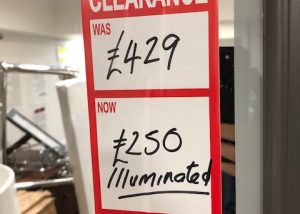 CLEARANCE
WAS
£429
NOW
£250
Illuminated